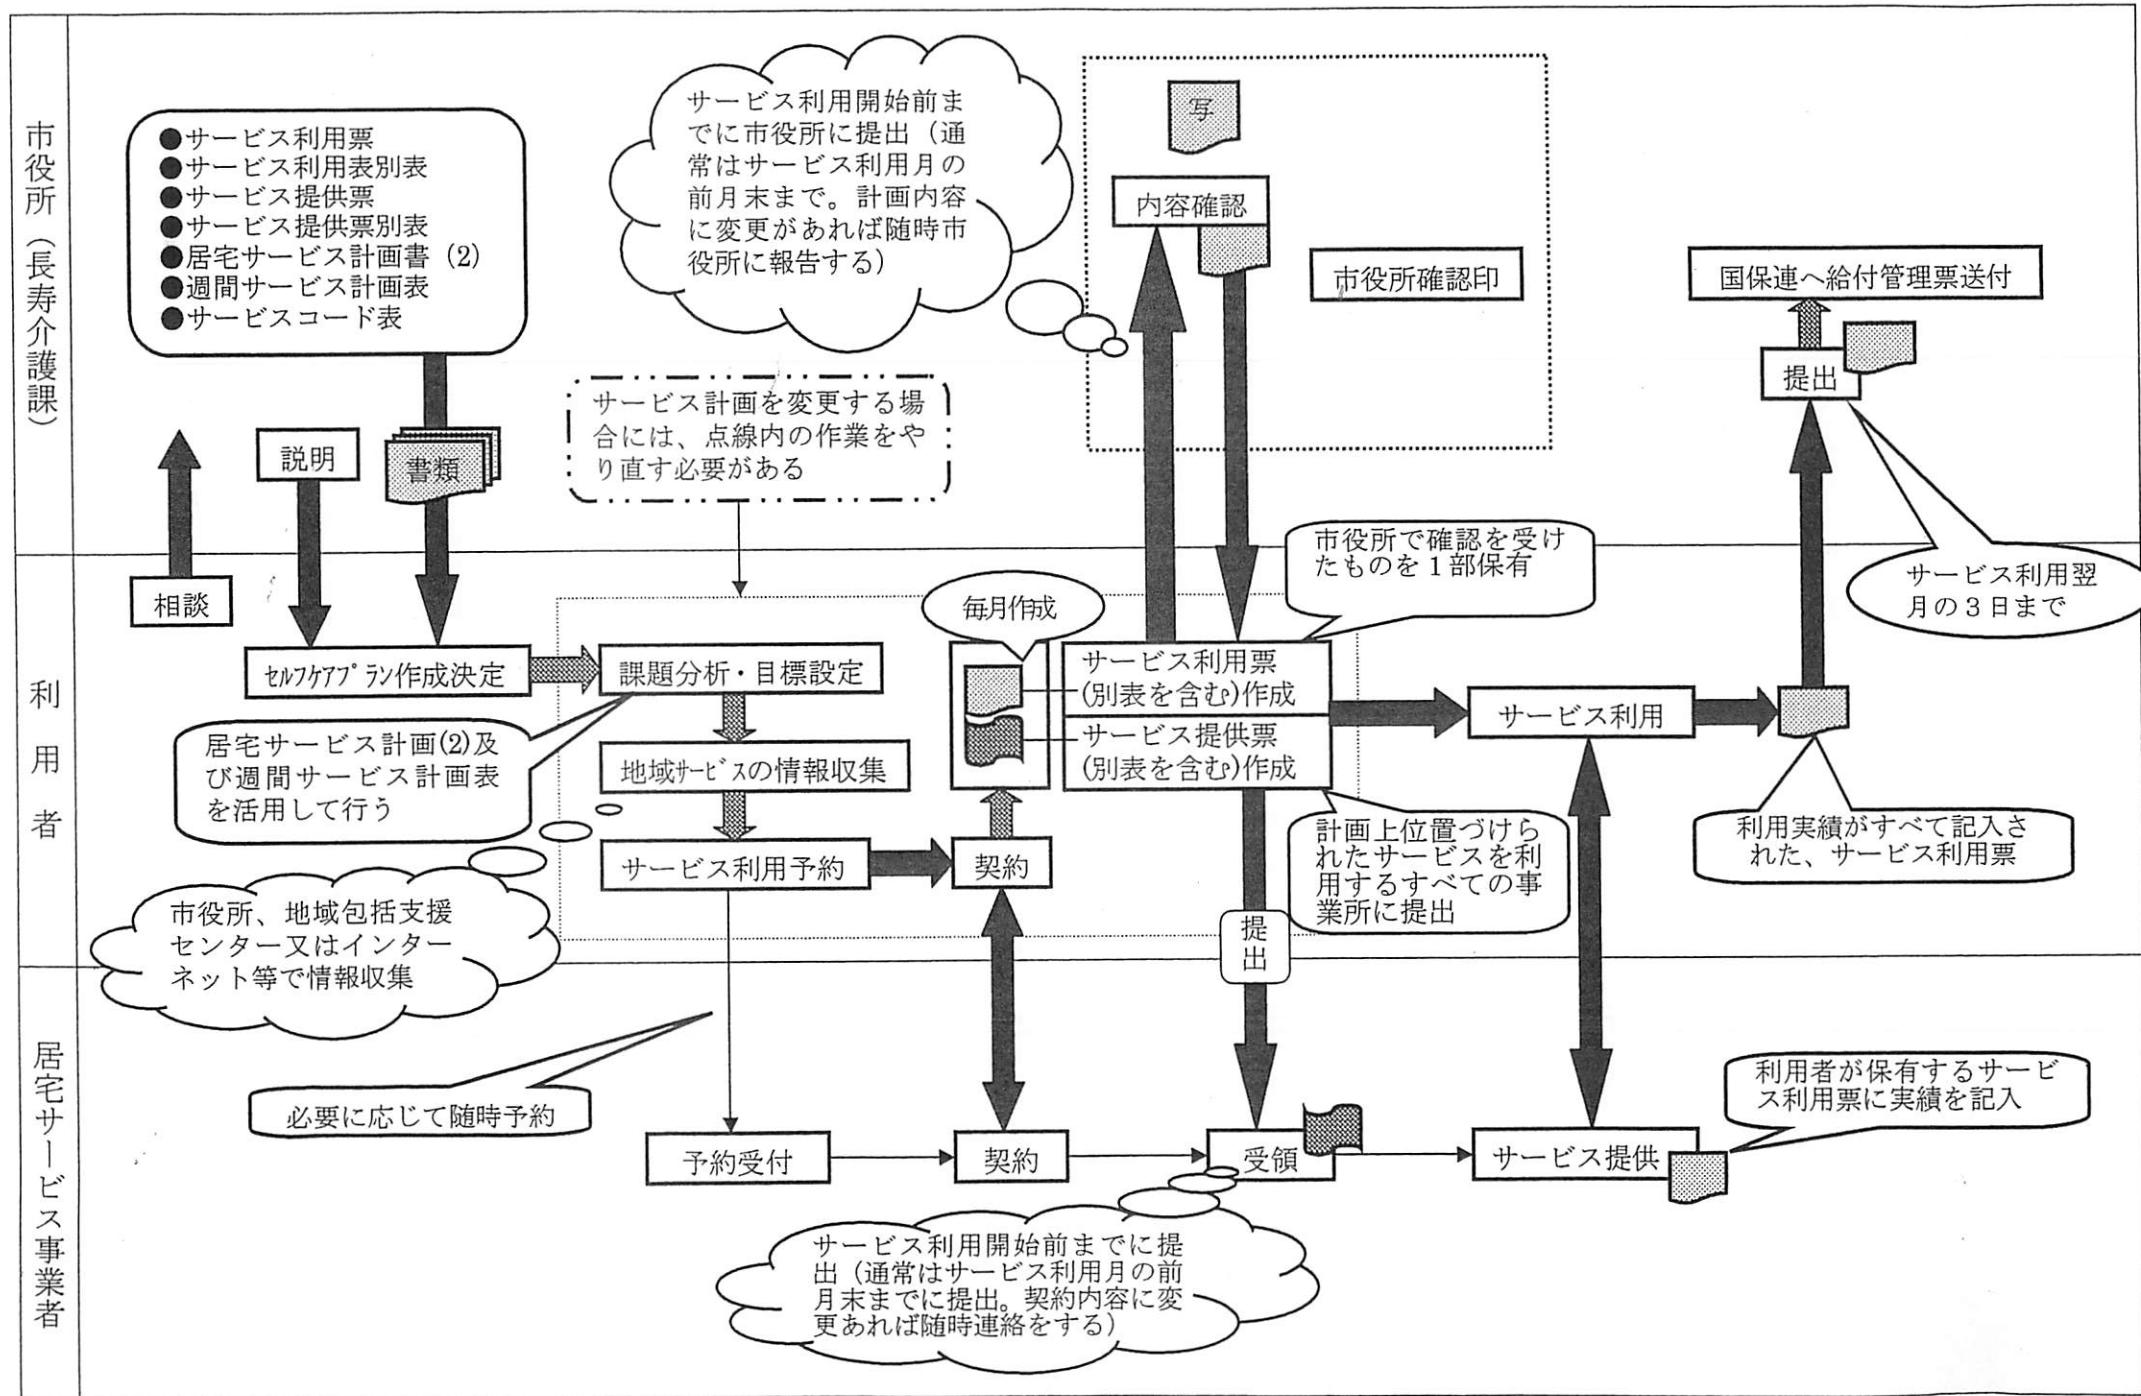 市役所（長寿介護課）
●サービス利用票
●サービス利用表別表
●サービス提供票
●サービス提供票別表
●居宅サービス計画書（2）
●週間サービス計画表
●サービスコード表
サービス利用開始前ま
でに市役所に提出（通
常はサービス利用月の
前月末まで。計画内容
に変更があれば随時市
役所に報告する）
写
内容確認
市役所確認印
国保連へ給付管理票送付
提出
サービス計画を変更する場
合には、点線内の作業をや
り直す必要がある
説明
書類
利用者
相談
市役所で確認を受け
たものを１部保有
サービス利用翌
月の３日まで
毎月作成
ｾﾙﾌｹｱﾌﾟﾗﾝ作成決定
課題分析・目標設定
サービス利用票
(別表を含む)作成
サービス提供票
(別表を含む)作成
サービス利用
居宅サービス計画(2)及
び週間サービス計画表
を活用して行う
地域ｻｰﾋﾞｽの情報収集
サービス利用予約
契約
計画上位置づけら
れたサービスを利
用するすべての事
業所に提出
利用実績がすべて記入さ
れた、サービス利用票
市役所、地域包括支援
センター又はインター
ネット等で情報収集
提出
居宅サービス事業者
必要に応じて随時予約
予約受付
契約
受領
サービス提供
利用者が保有するサービ
ス利用票に実績を記入
サービス利用開始前までに提
出（通常はサービス利用月の前
月末までに提出。契約内容に変
更あれば随時連絡をする）